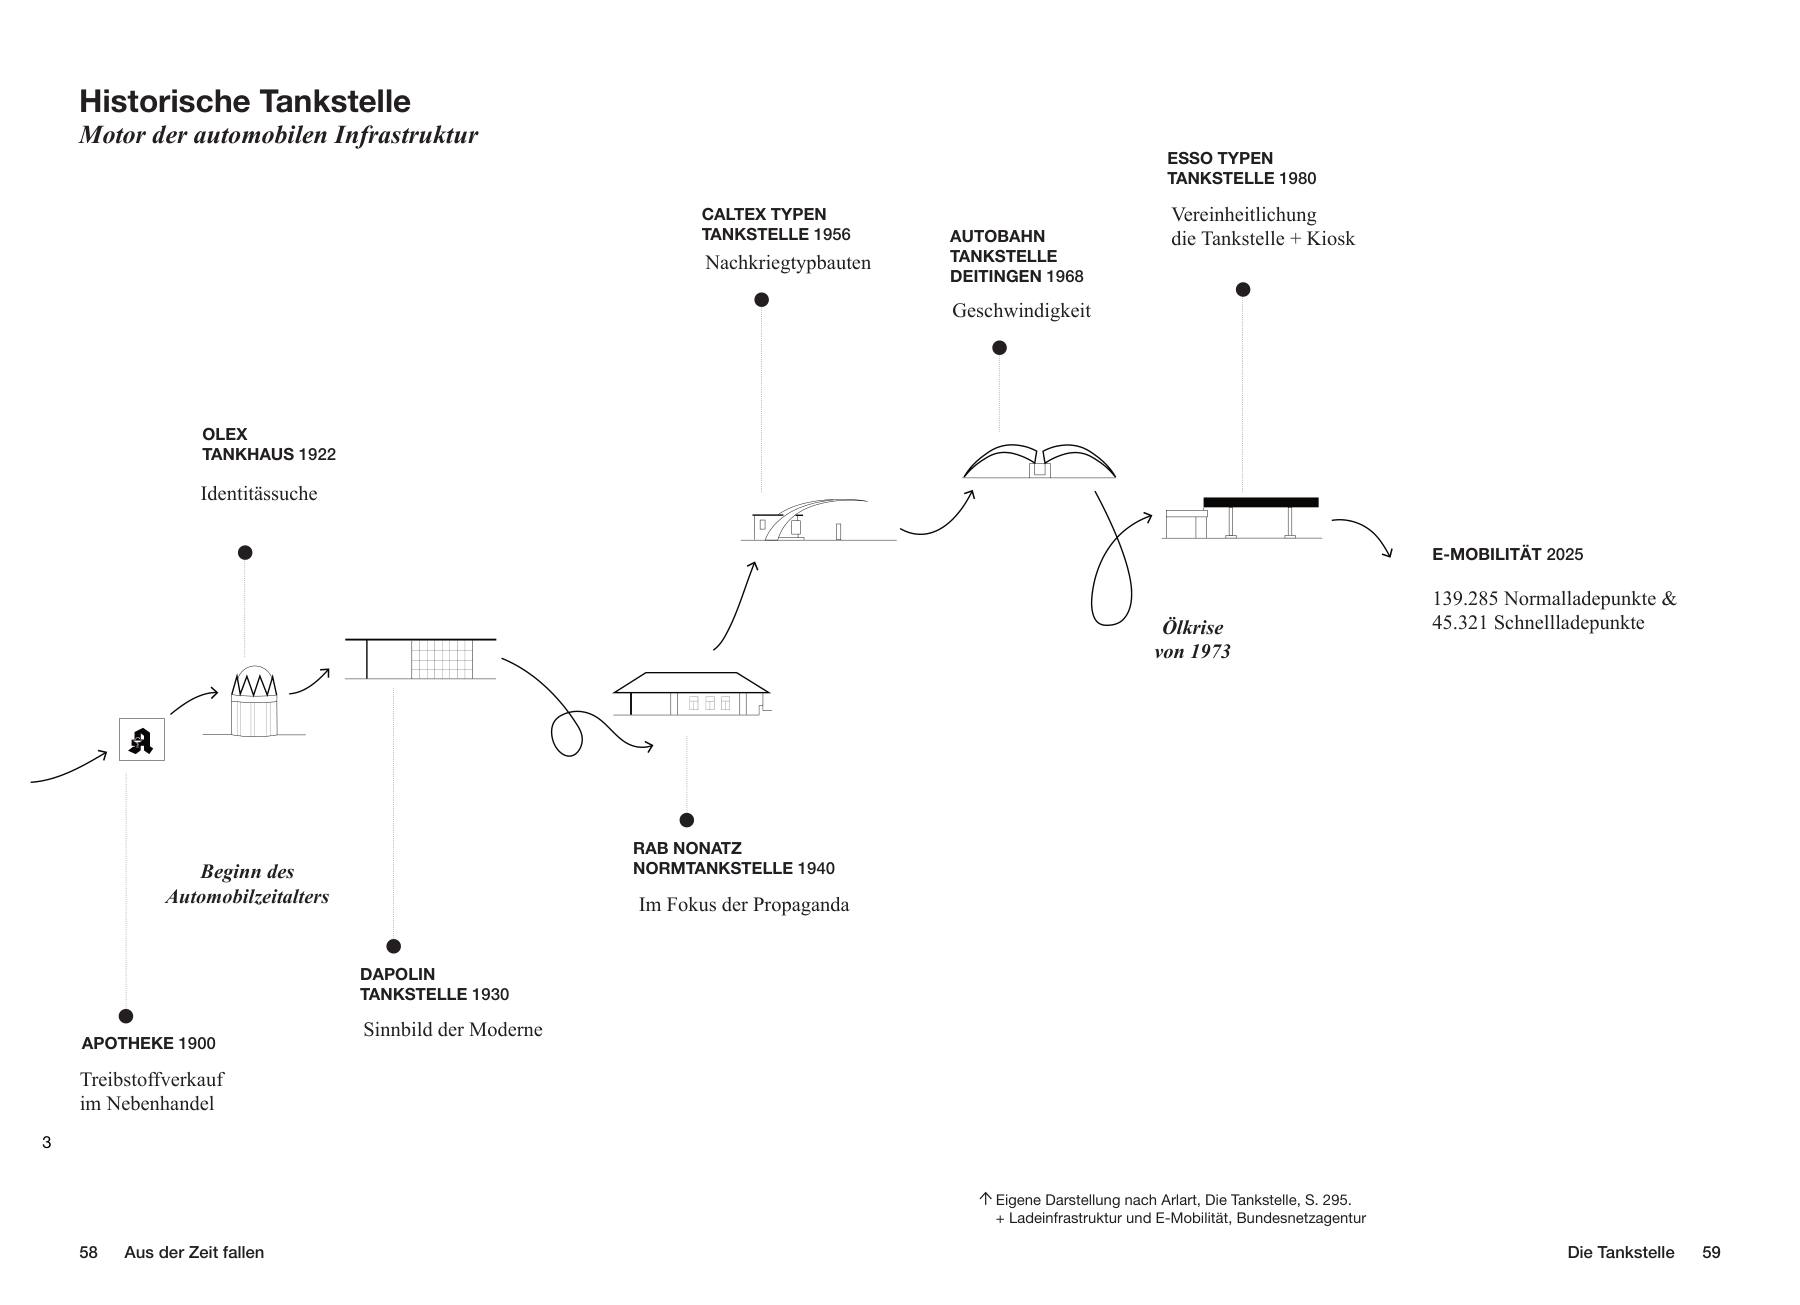 Historische Tankstelle
Motor der automobilen Infrastruktur
ESSO TYPEN
TANKSTELLE 1980
Vereinheitlichung
die Tankstelle + Kiosk
CALTEX TYPEN
TANKSTELLE 1956
Nachkriegtypbauten
AUTOBAHN
TANKSTELLE
DEITINGEN 1968
Geschwindigkeit
OLEX
TANKHAUS 1922
Identitässuche
E-MOBILITÄT 2025
139.285 Normalladepunkte &
45.321 Schnellladepunkte
Ölkrise
von 1973
A
RAB NONATZ
NORMTANKSTELLE 1940
Im Fokus der Propaganda
Beginn des
Automobilzeitalters
DAPOLIN
TANKSTELLE 1930
Sinnbild der Moderne
APOTHEKE 1900
Treibstoffverkauf
im Nebenhandel
3
↑ Eigene Darstellung nach Arlart, Die Tankstelle, S. 295.
+ Ladeinfrastruktur und E-Mobilität, Bundesnetzagentur
58 Aus der Zeit fallen
Die Tankstelle 59